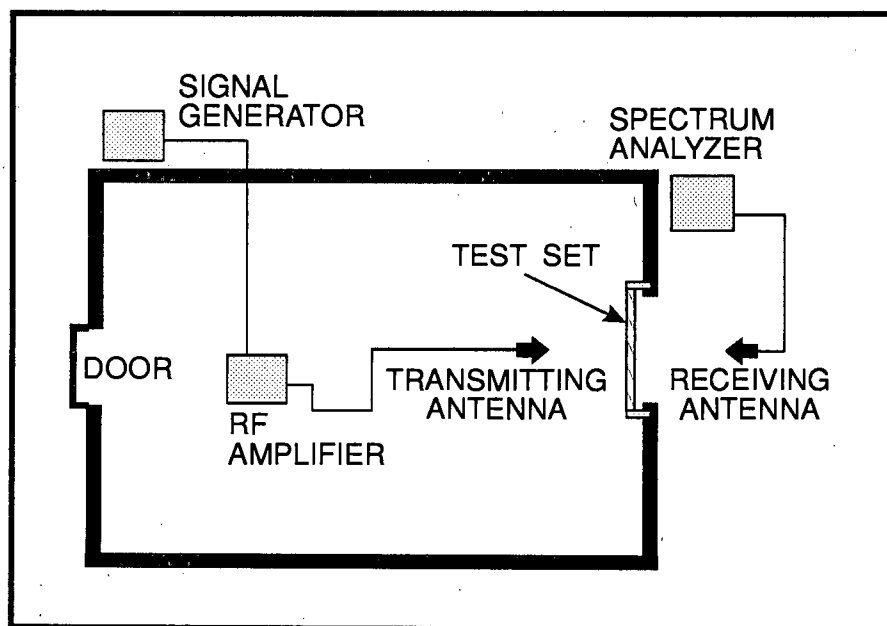 SIGNAL
GENERATOR
SPECTRUM
ANALYZER
TEST SET
DOOR
TRANSMITTING
ANTENNA
RECEIVING
ANTENNA
RF
AMPLIFIER